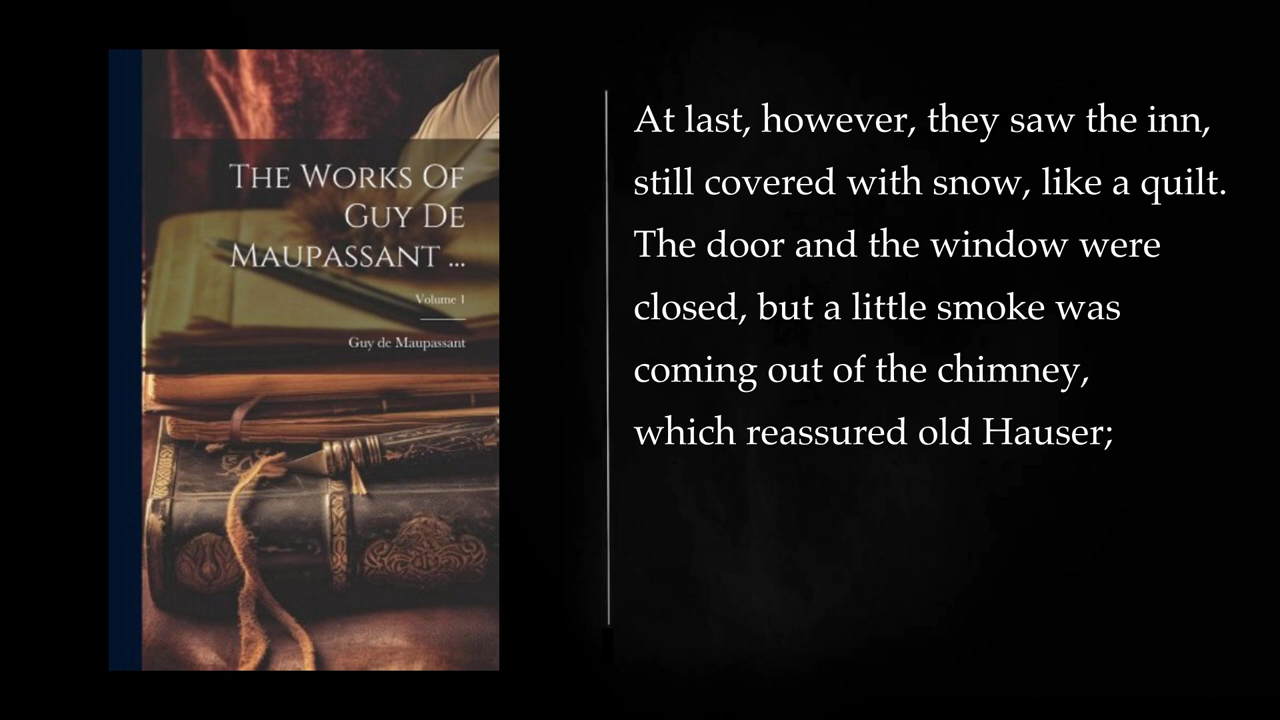 The Works Of
Guy De
Maupassant ...
Volume 1
Guy de Maupassant
At last, however, they saw the inn,
still covered with snow, like a quilt.
The door and the window were
closed, but a little smoke was
coming out of the chimney,
which reassured old Hauser;